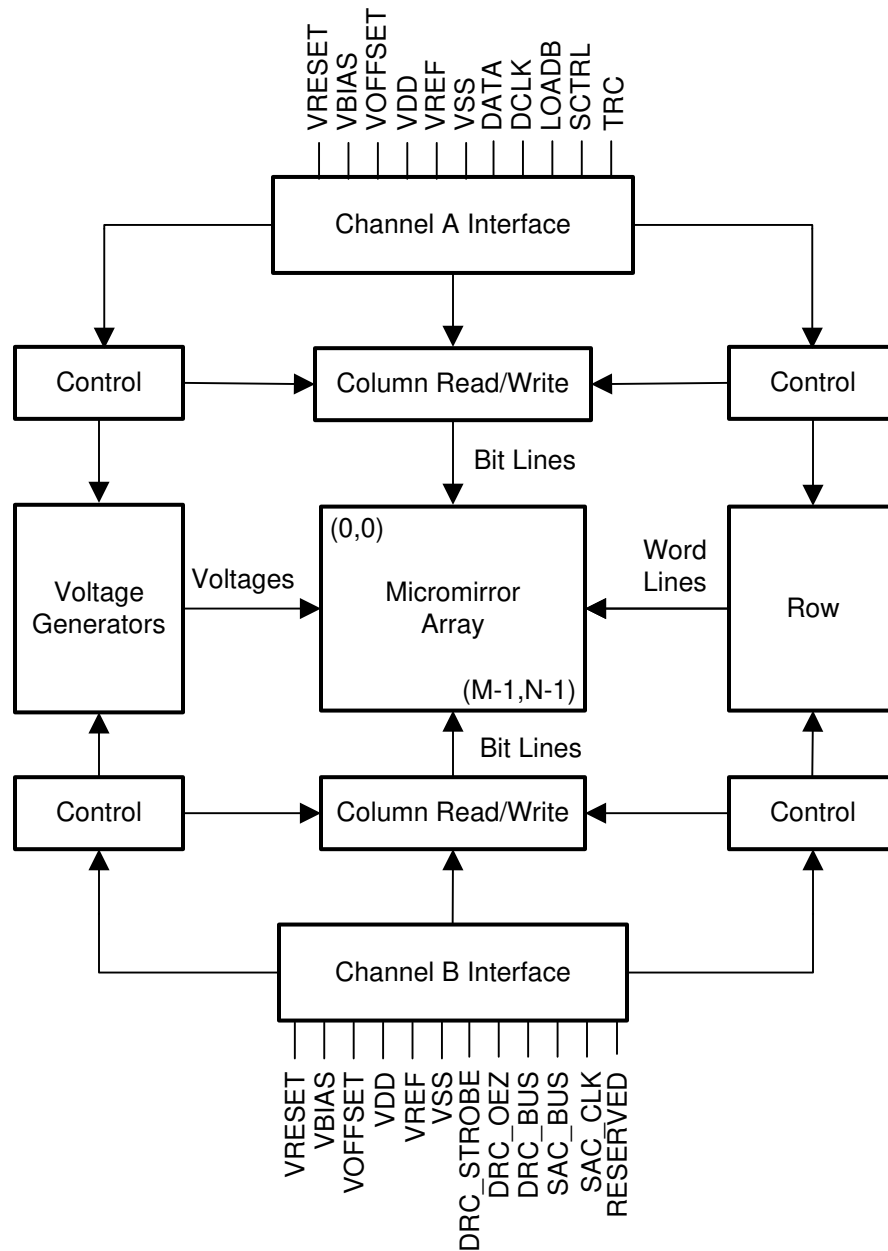 VRESET
VBIAS
VOFFSET
VDD
VREF
VSS
DATA
DCLK
LOADB
SCTRL
TRC
Channel A Interface
Control
Column Read/Write
Control
Bit Lines
(0,0)
Voltage
Generators
Voltages
Micromirror
Array
Word
Lines
Row
(M-1,N-1)
Bit Lines
Control
Column Read/Write
Control
Channel B Interface
VRESET
VBIAS
VOFFSET
VDD
VREF
VSS
DRC_STROBE
DRC_OEZ
DRC_BUS
SAC_BUS
SAC_CLK
RESERVED